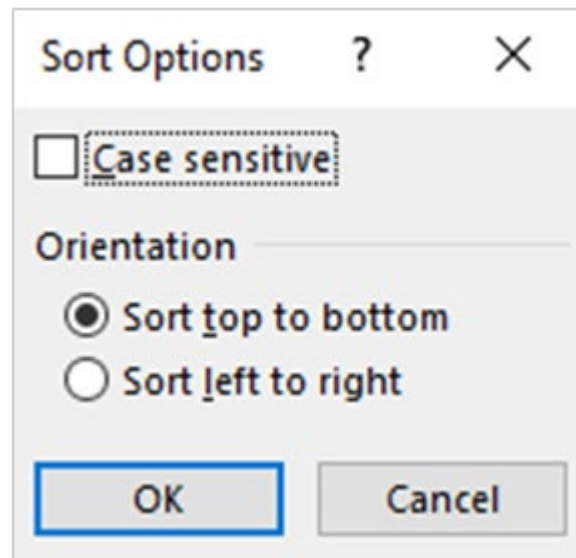 Sort Options ?
Case sensitive
Orientation
Sort top to bottom
Sort left to right
OK Cancel